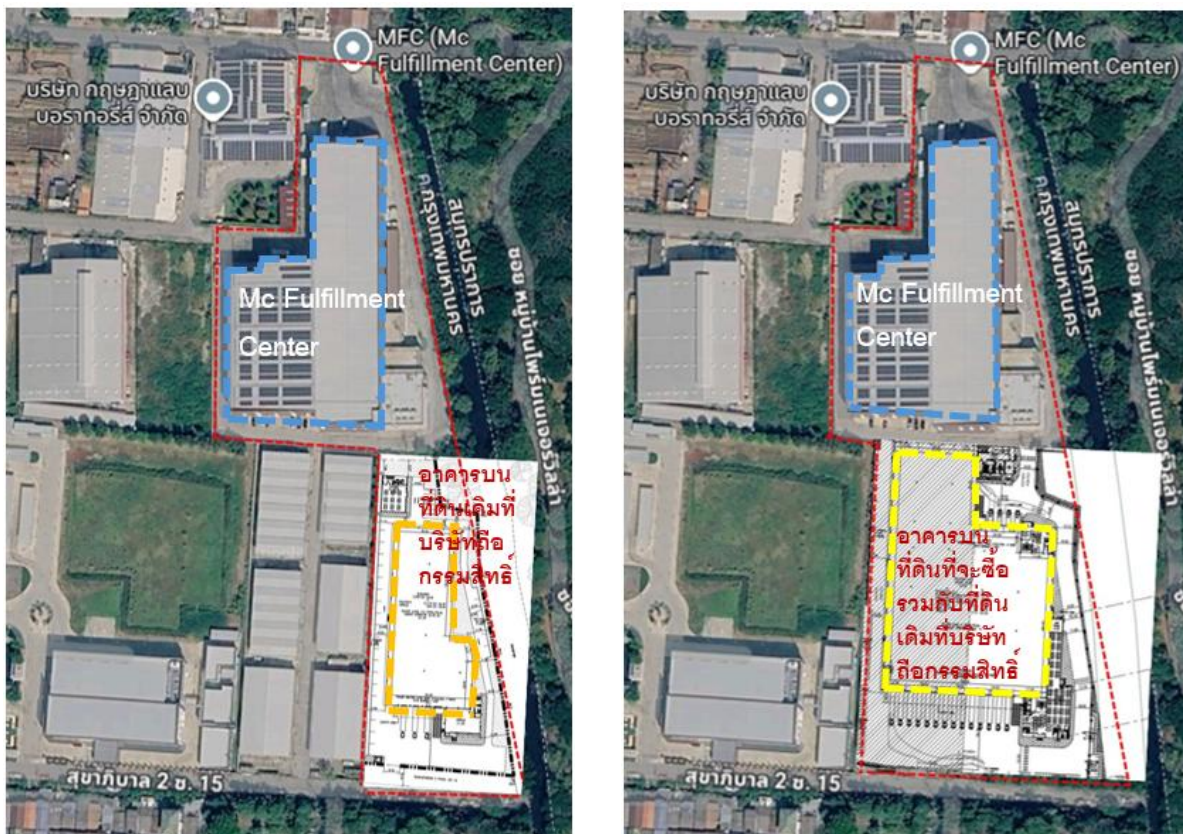 MFC (Mc
Fulfillment Center)
บริษัท กฤษฎาแลบ
บอราทอรี่ส์ จำกัด
สมุทรปราการ
กรุงเทพมหานคร
ซอย หมู่บ้านไพร์มเนเจอร์วิลล่า
Mc Fulfillment
Center
อาคารบน
ที่ดินเดิมที่
บริษัทถือ
กรรมสิทธิ์
สุขาภิบาล 2 ซ. 15
MFC (Mc
Fulfillment Center)
บริษัท กฤษฎาแลบ
บอราทอรี่ส์ จำกัด
สมุทรปราการ
กรุงเทพมหานคร
ซอย หมู่บ้านไพร์มเนเจอร์วิลล่า
Mc Fulfillment
Center
อาคารบน
ที่ดินที่จะซื้อ
รวมกับที่ดิน
เดิมที่บริษัท
ถือกรรมสิทธิ์
สุขาภิบาล 2 ซ. 15